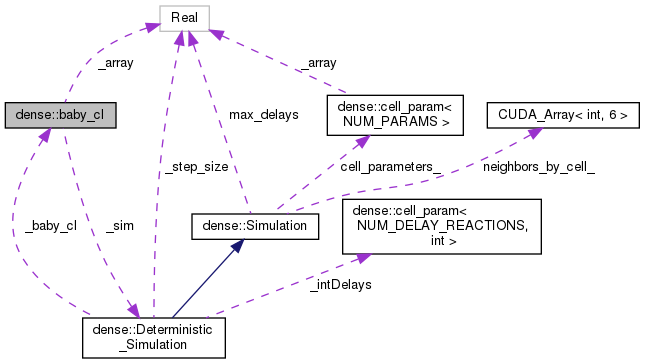 Real
_array
_array
dense::baby_cl
max_delays
dense::cell_param<
NUM_PARAMS >
CUDA_Array< int, 6 >
_step_size
cell_parameters_
neighbors_by_cell_
_baby_cl
_sim
dense::Simulation
dense::cell_param<
NUM_DELAY_REACTIONS,
int >
_intDelays
dense::Deterministic
_Simulation